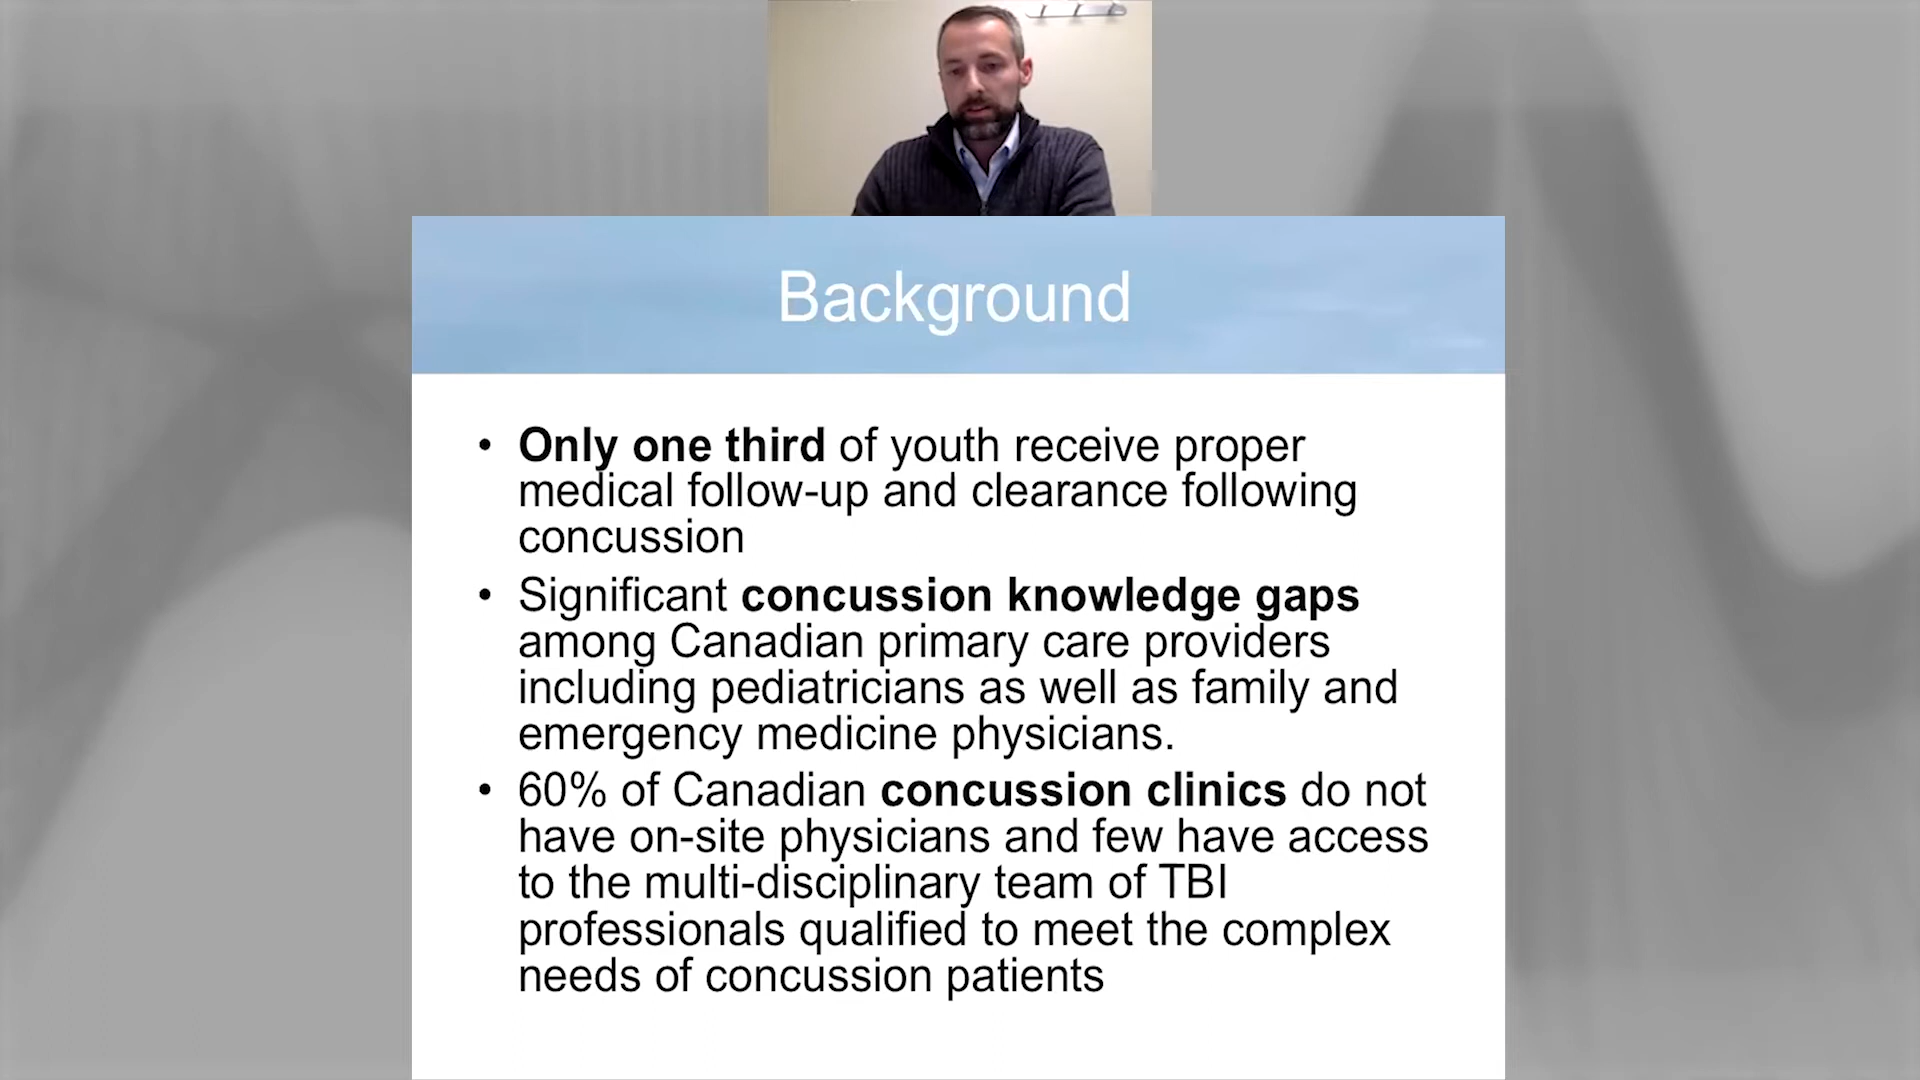 Background
• Only one third of youth receive proper
medical follow-up and clearance following
concussion
• Significant concussion knowledge gaps
among Canadian primary care providers
including pediatricians as well as family and
emergency medicine physicians.
• 60% of Canadian concussion clinics do not
have on-site physicians and few have access
to the multi-disciplinary team of TBI
professionals qualified to meet the complex
needs of concussion patients